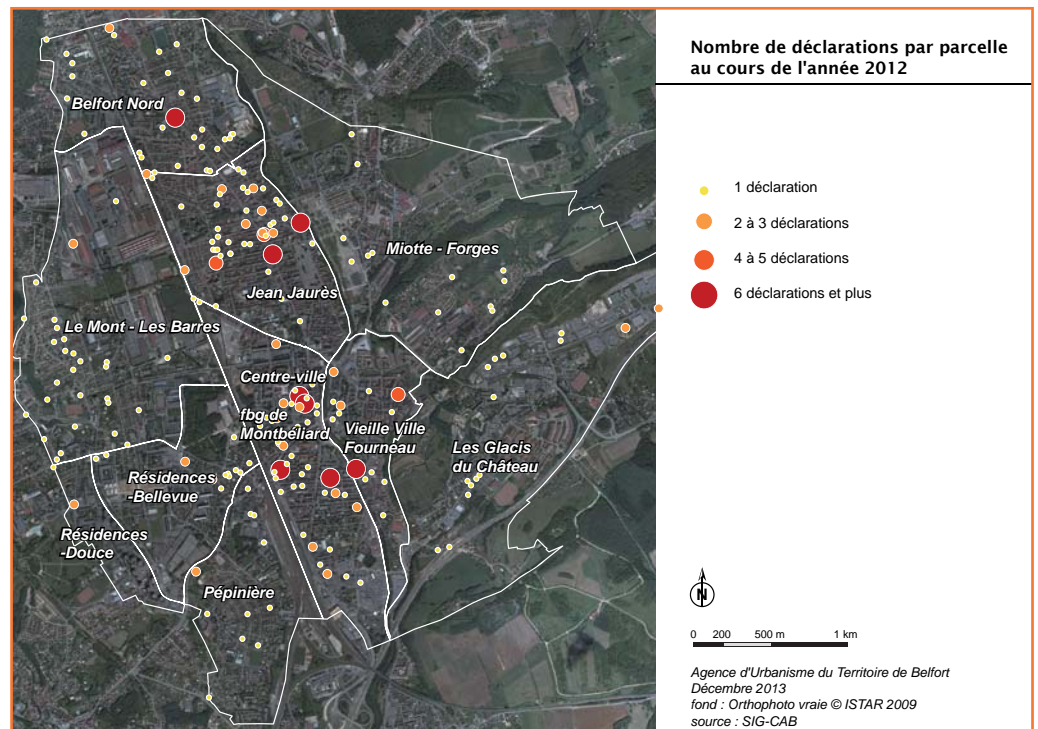 Nombre de déclarations par parcelle
au cours de l'année 2012
1 déclaration
2 à 3 déclarations
4 à 5 déclarations
6 déclarations et plus
Belfort Nord
Miotte - Forges
Jean Jaurès
Le Mont - Les Barres
Centre-ville
fbg de
Montbéliard
Vieille Ville
Fourneau
Les Glacis
du Château
Résidences
-Bellevue
Résidences
-Douce
Pépinière
N
0 200 500 m 1 km
Agence d'Urbanisme du Territoire de Belfort
Décembre 2013
fond : Orthophoto vraie © ISTAR 2009
source : SIG-CAB